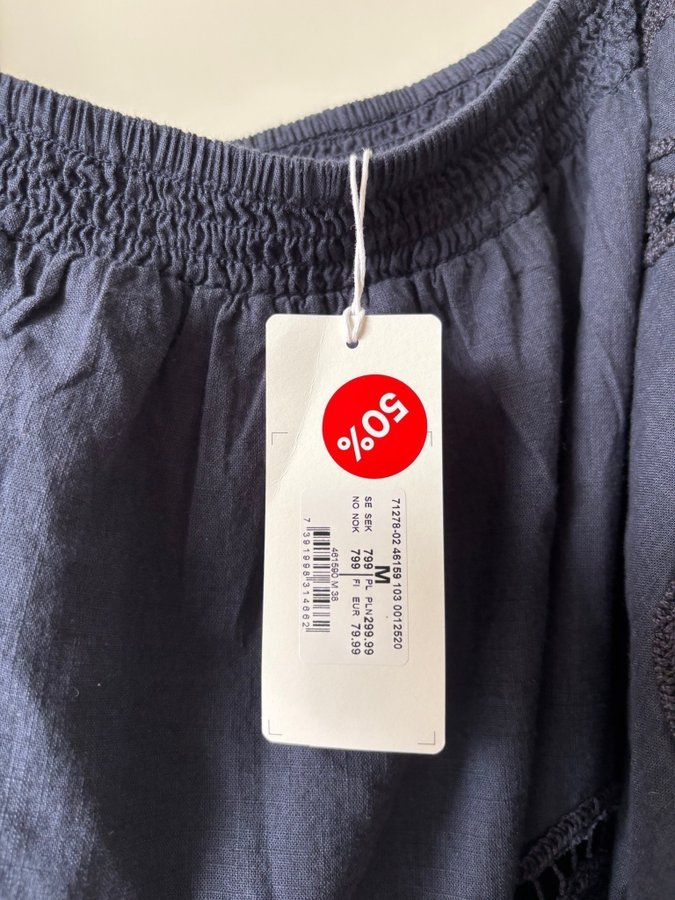 50%
71278-02 46159 103 0012520
M
SE SEK 799 PL PLN 299.99
NO NOK 799 FI EUR 79.99
461590 M 38
7 391998 314662